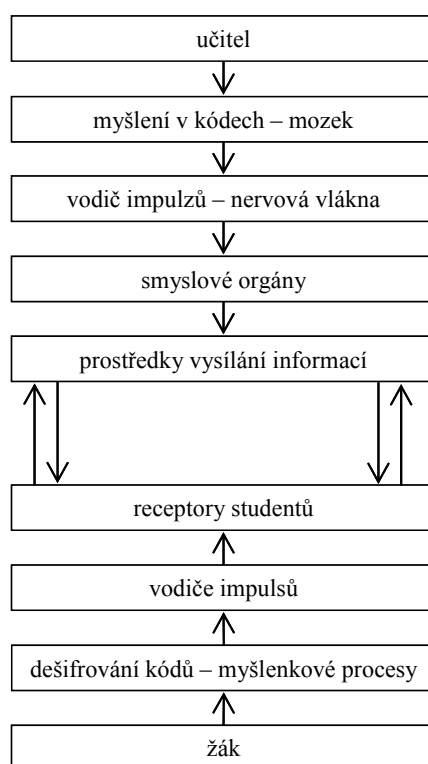 učitel
myšlení v kódech – mozek
vodič impulzů – nervová vlákna
smyslové orgány
prostředky vysílání informací
receptory studentů
vodiče impulsů
dešifrování kódů – myšlenkové procesy
žák